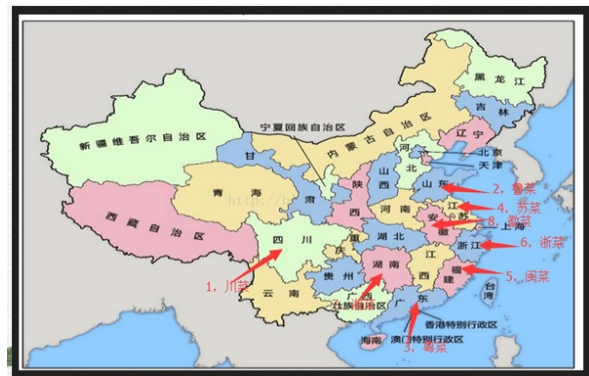 黑龙江
吉林
辽宁
内蒙古自治区
宁夏回族自治区
新疆维吾尔自治区
甘
肃
河
北
北京
天津
山
西
山东
2，鲁菜
青海
陕
西
河南
江
苏
4，苏菜
安
徽
8，徽菜
上海
西藏自治区
四川
1，川菜
重
庆
湖北
浙江
6，浙菜
湖南
江
西
福
建
5，闽菜
贵州
云南
广西
壮族自治区
广东
3，粤菜
台
湾
香港特别行政区
澳门特别行政区
海南